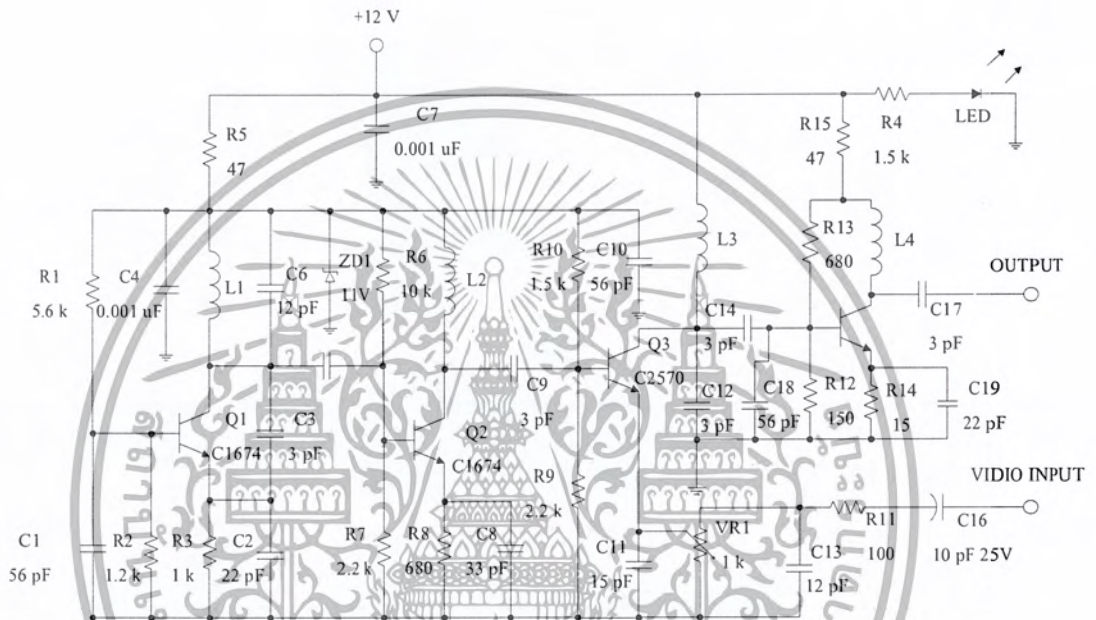 +12 V
C7
0.001 uF
R5
47
R15
47
R4
1.5 k
LED
R13
680
L4
L3
OUTPUT
R1
5.6 k
C4
0.001 uF
L1
C6
12 pF
ZD1
11V
R6
10 k
L2
R10
1.5 k
C10
56 pF
C14
3 pF
C17
3 pF
Q3
C2570
C9
3 pF
C12
3 pF
C18
56 pF
R12
150
R14
15
C19
22 pF
Q1
C1674
C3
3 pF
Q2
C1674
R9
2.2 k
VIDIO INPUT
C1
56 pF
R2
1.2 k
R3
1 k
C2
22 pF
R7
2.2 k
R8
680
C8
33 pF
C11
15 pF
VR1
1 k
C13
12 pF
R11
100
C16
10 pF 25V